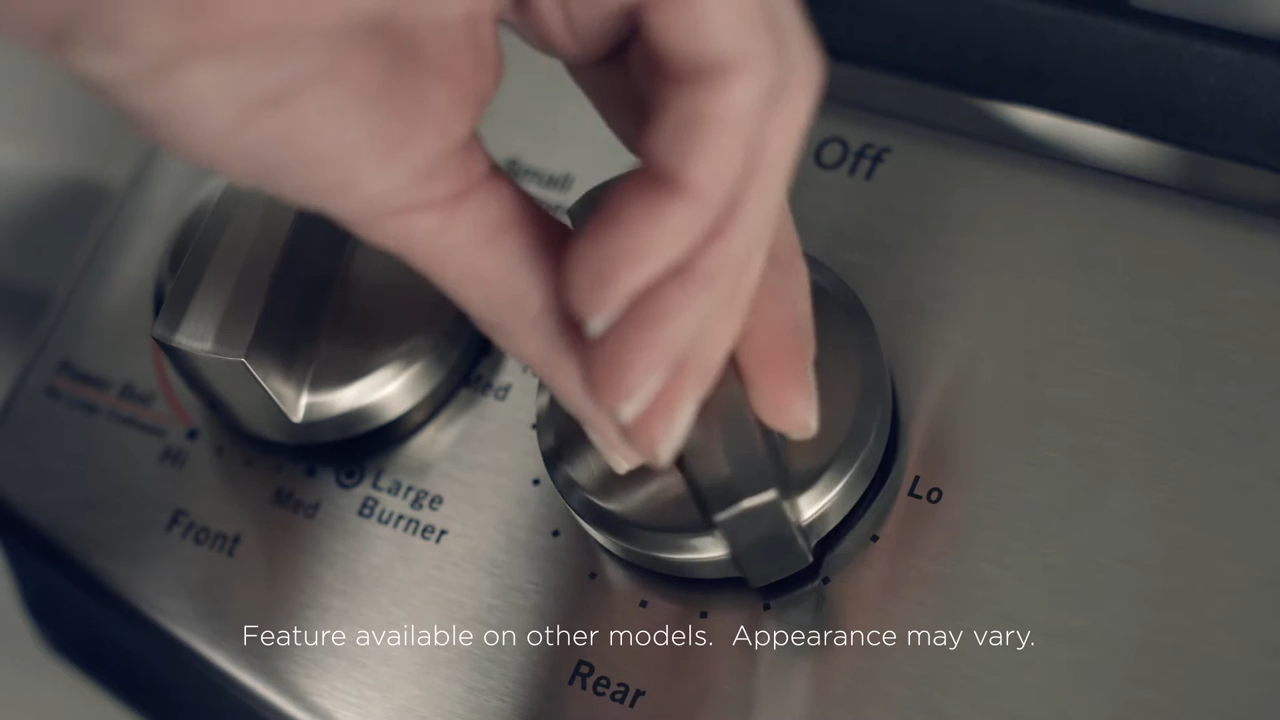 Off
Small
Med
Lo
Power Boil
Hi
Med
Large
Burner
Front
Feature available on other models.  Appearance may vary.
Rear